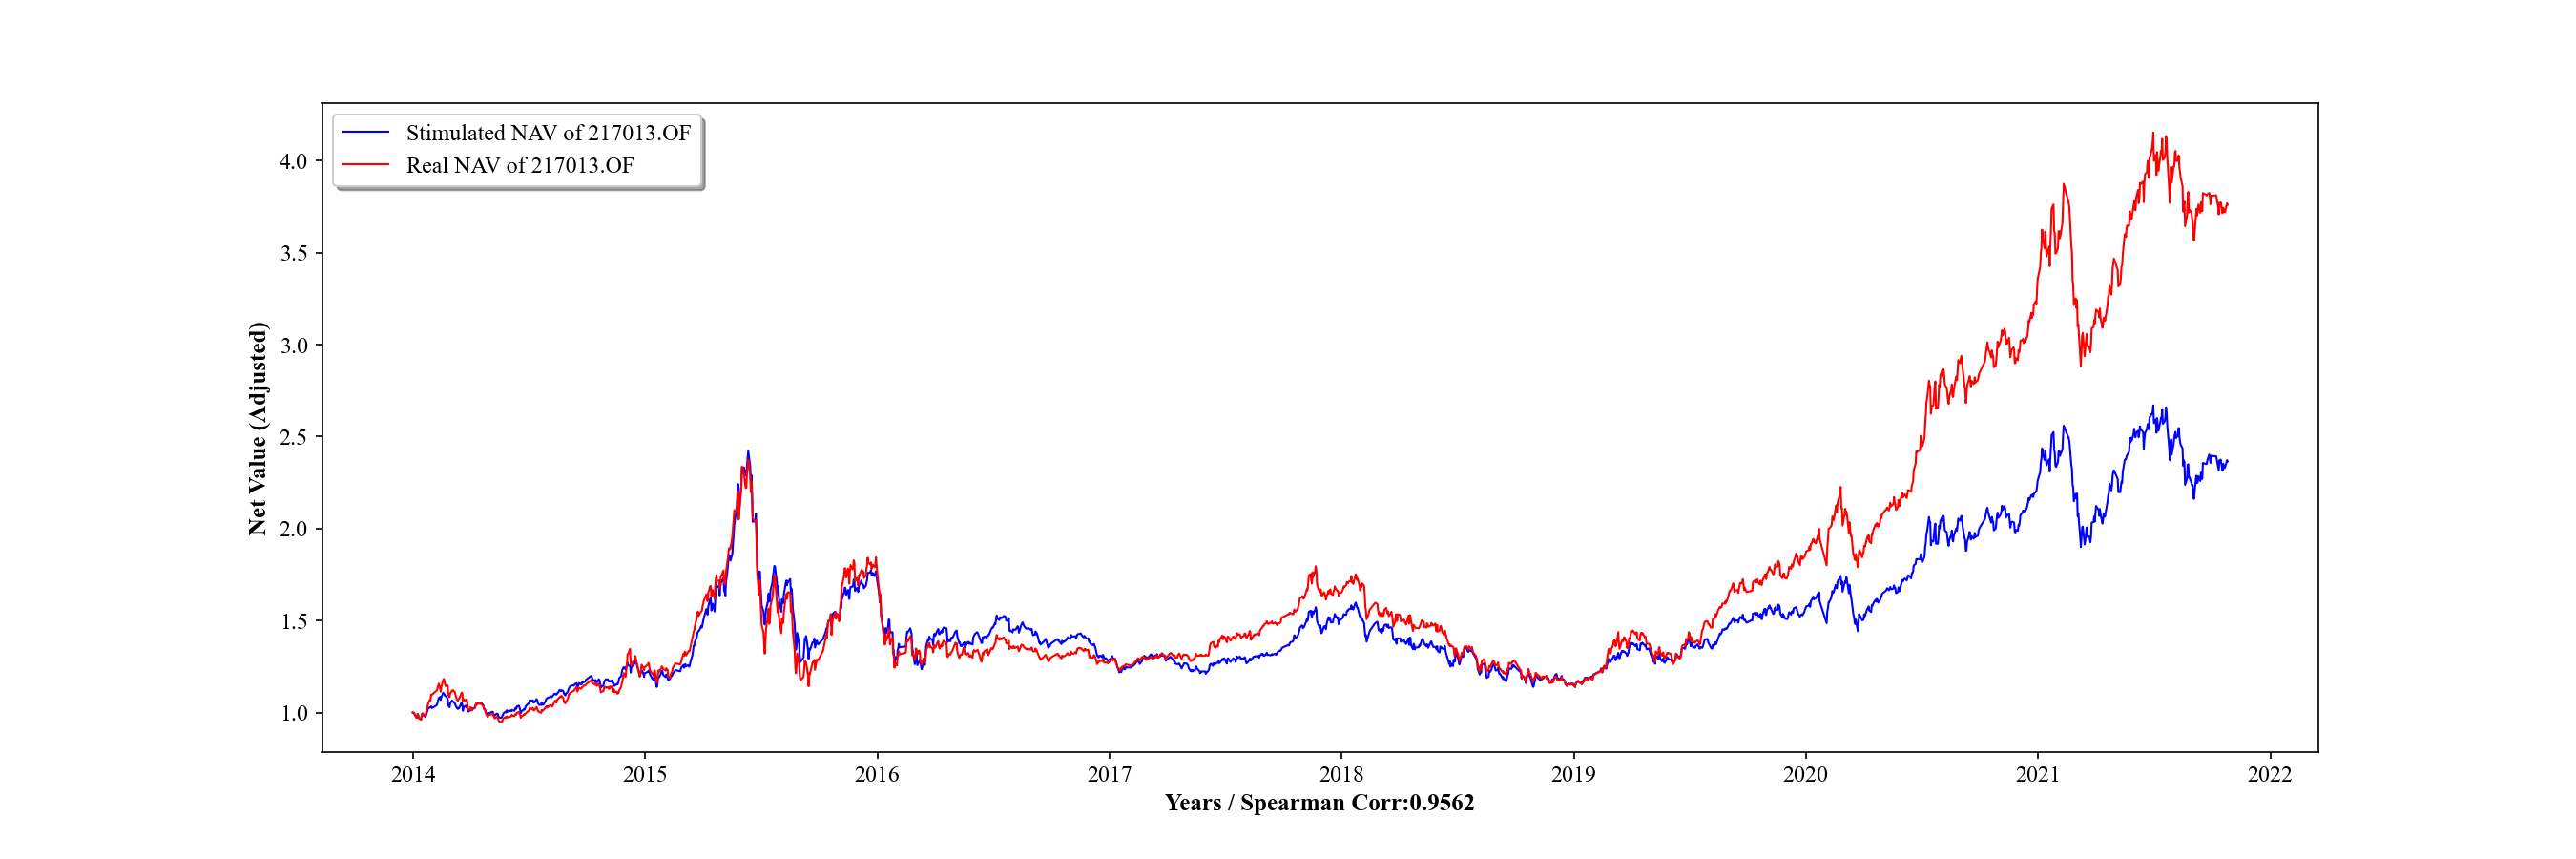 Stimulated NAV of 217013.OF
Real NAV of 217013.OF
Net Value (Adjusted)
4.0
3.5
3.0
2.5
2.0
1.5
1.0
2014 2015 2016 2017 2018 2019 2020 2021 2022
Years / Spearman Corr:0.9562